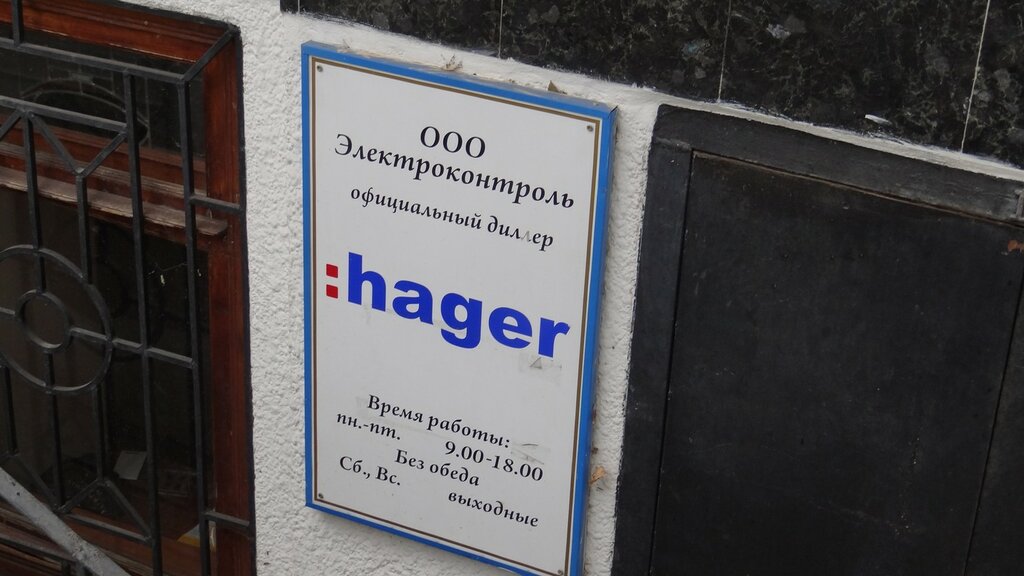 ООО
Электроконтроль
официальный диллер
:hager
Время работы:
пн.-пт. 9.00-18.00
Без обеда
Сб., Вс. выходные